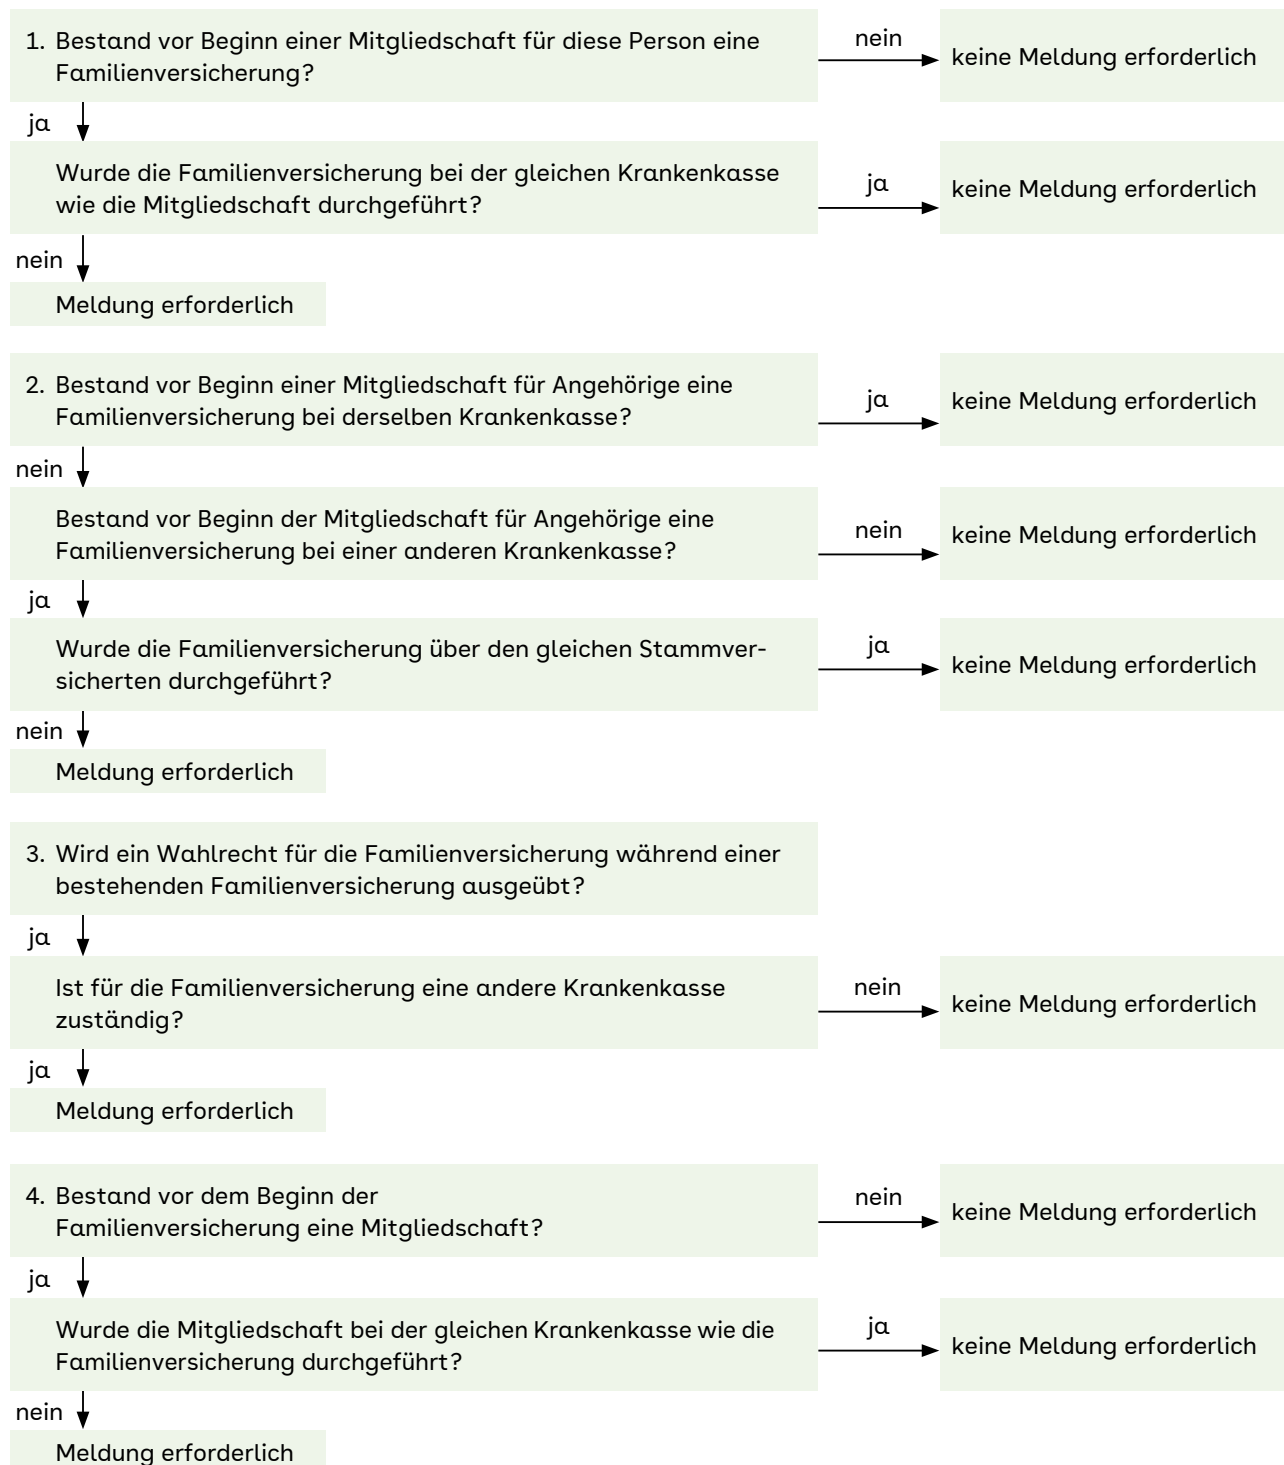 1. Bestand vor Beginn einer Mitgliedschaft für diese Person eine
Familienversicherung?
nein
keine Meldung erforderlich
ja
Wurde die Familienversicherung bei der gleichen Krankenkasse
wie die Mitgliedschaft durchgeführt?
ja
keine Meldung erforderlich
nein
Meldung erforderlich
2. Bestand vor Beginn einer Mitgliedschaft für Angehörige eine
Familienversicherung bei derselben Krankenkasse?
ja
keine Meldung erforderlich
nein
Bestand vor Beginn der Mitgliedschaft für Angehörige eine
Familienversicherung bei einer anderen Krankenkasse?
nein
keine Meldung erforderlich
ja
Wurde die Familienversicherung über den gleichen Stammver-
sicherten durchgeführt?
ja
keine Meldung erforderlich
nein
Meldung erforderlich
3. Wird ein Wahlrecht für die Familienversicherung während einer
bestehenden Familienversicherung ausgeübt?
ja
Ist für die Familienversicherung eine andere Krankenkasse
zuständig?
nein
keine Meldung erforderlich
ja
Meldung erforderlich
4. Bestand vor dem Beginn der
Familienversicherung eine Mitgliedschaft?
nein
keine Meldung erforderlich
ja
Wurde die Mitgliedschaft bei der gleichen Krankenkasse wie die
Familienversicherung durchgeführt?
ja
keine Meldung erforderlich
nein
Meldung erforderlich